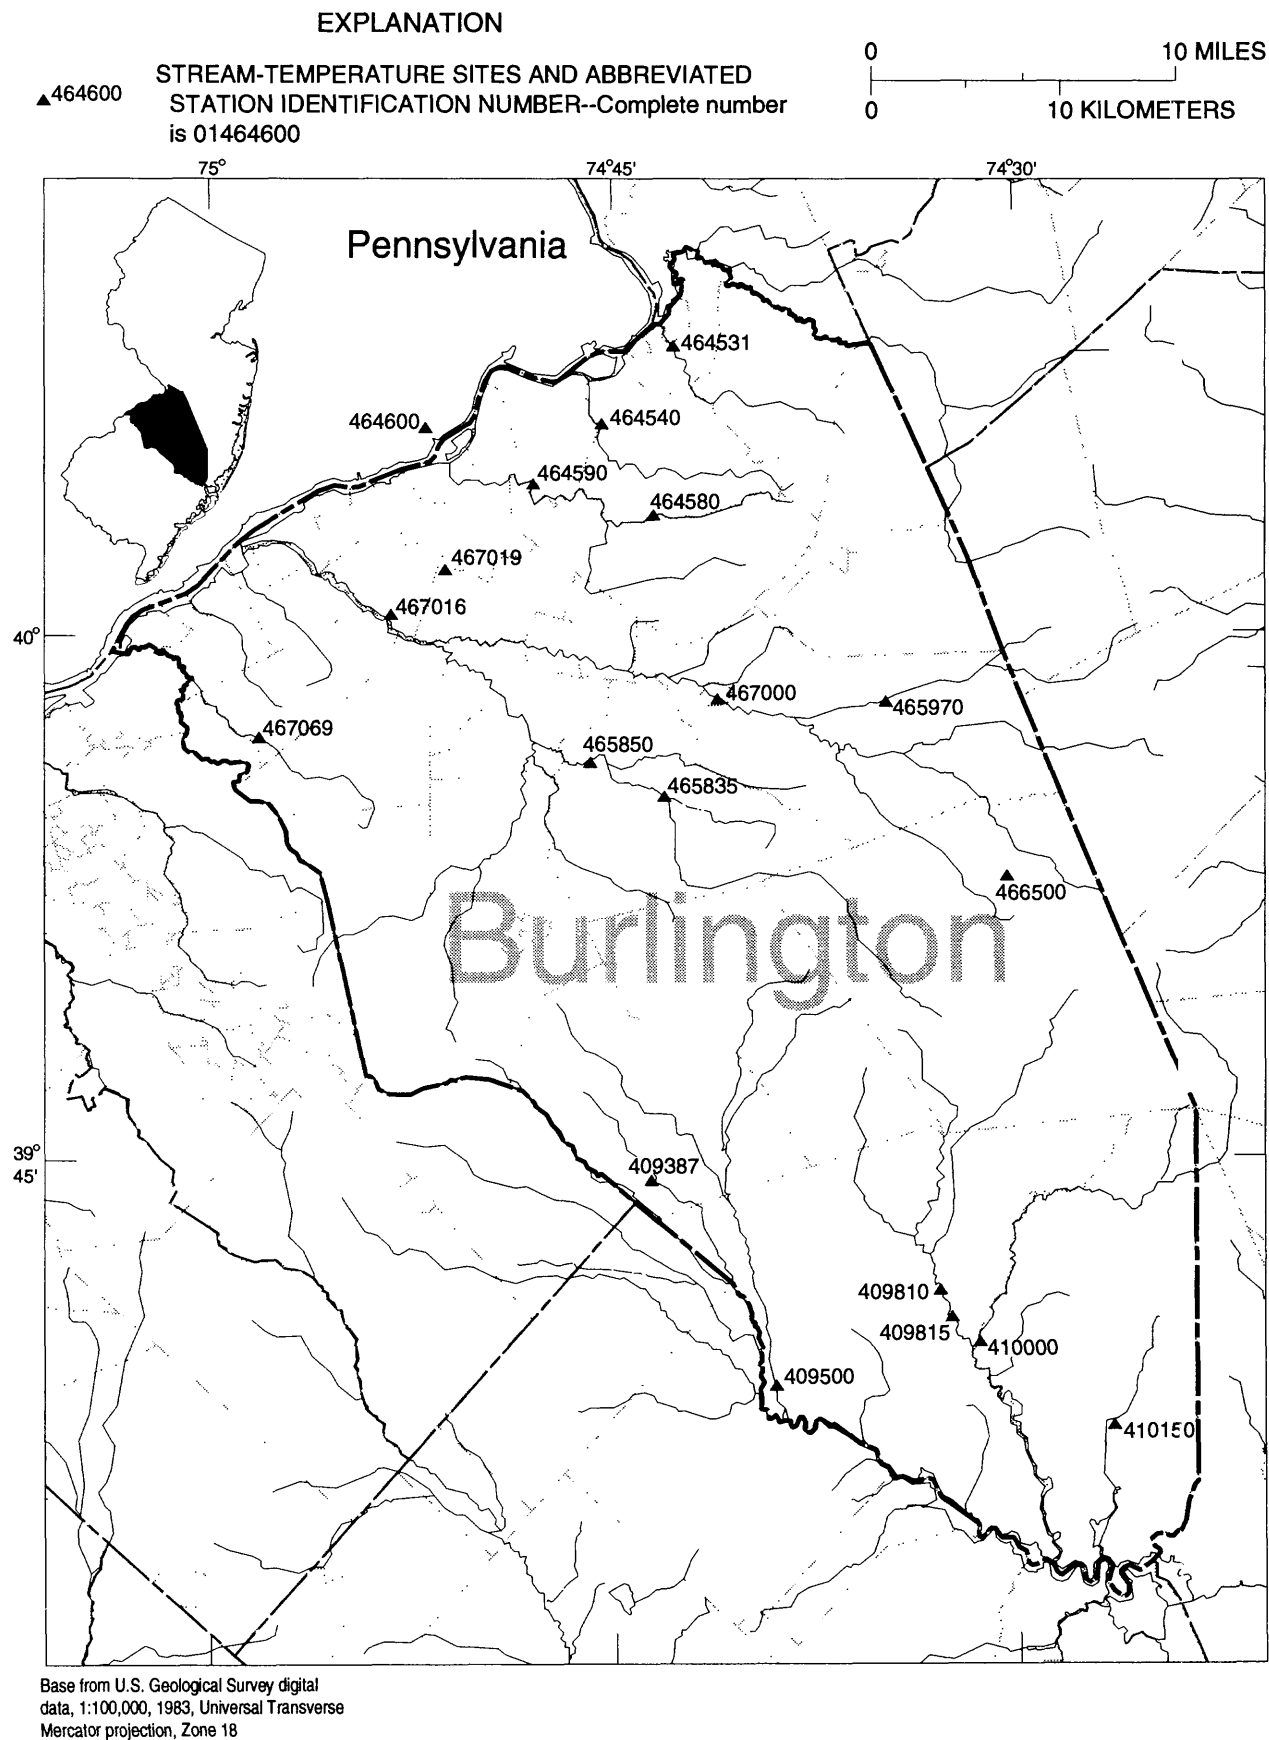 EXPLANATION
464600
STREAM-TEMPERATURE SITES AND ABBREVIATED
STATION IDENTIFICATION NUMBER--Complete number
is 01464600
0 10 MILES
0 10 KILOMETERS
75° 74°45' 74°30'
Pennsylvania
464531
464540
464600
464590
464580
467019
467016
40°
467000
465970
467069
465850
465835
466500
Burlington
39°
45'
409387
409810
409815
410000
409500
410150
Base from U.S. Geological Survey digital
data, 1:100,000, 1983, Universal Transverse
Mercator projection, Zone 18